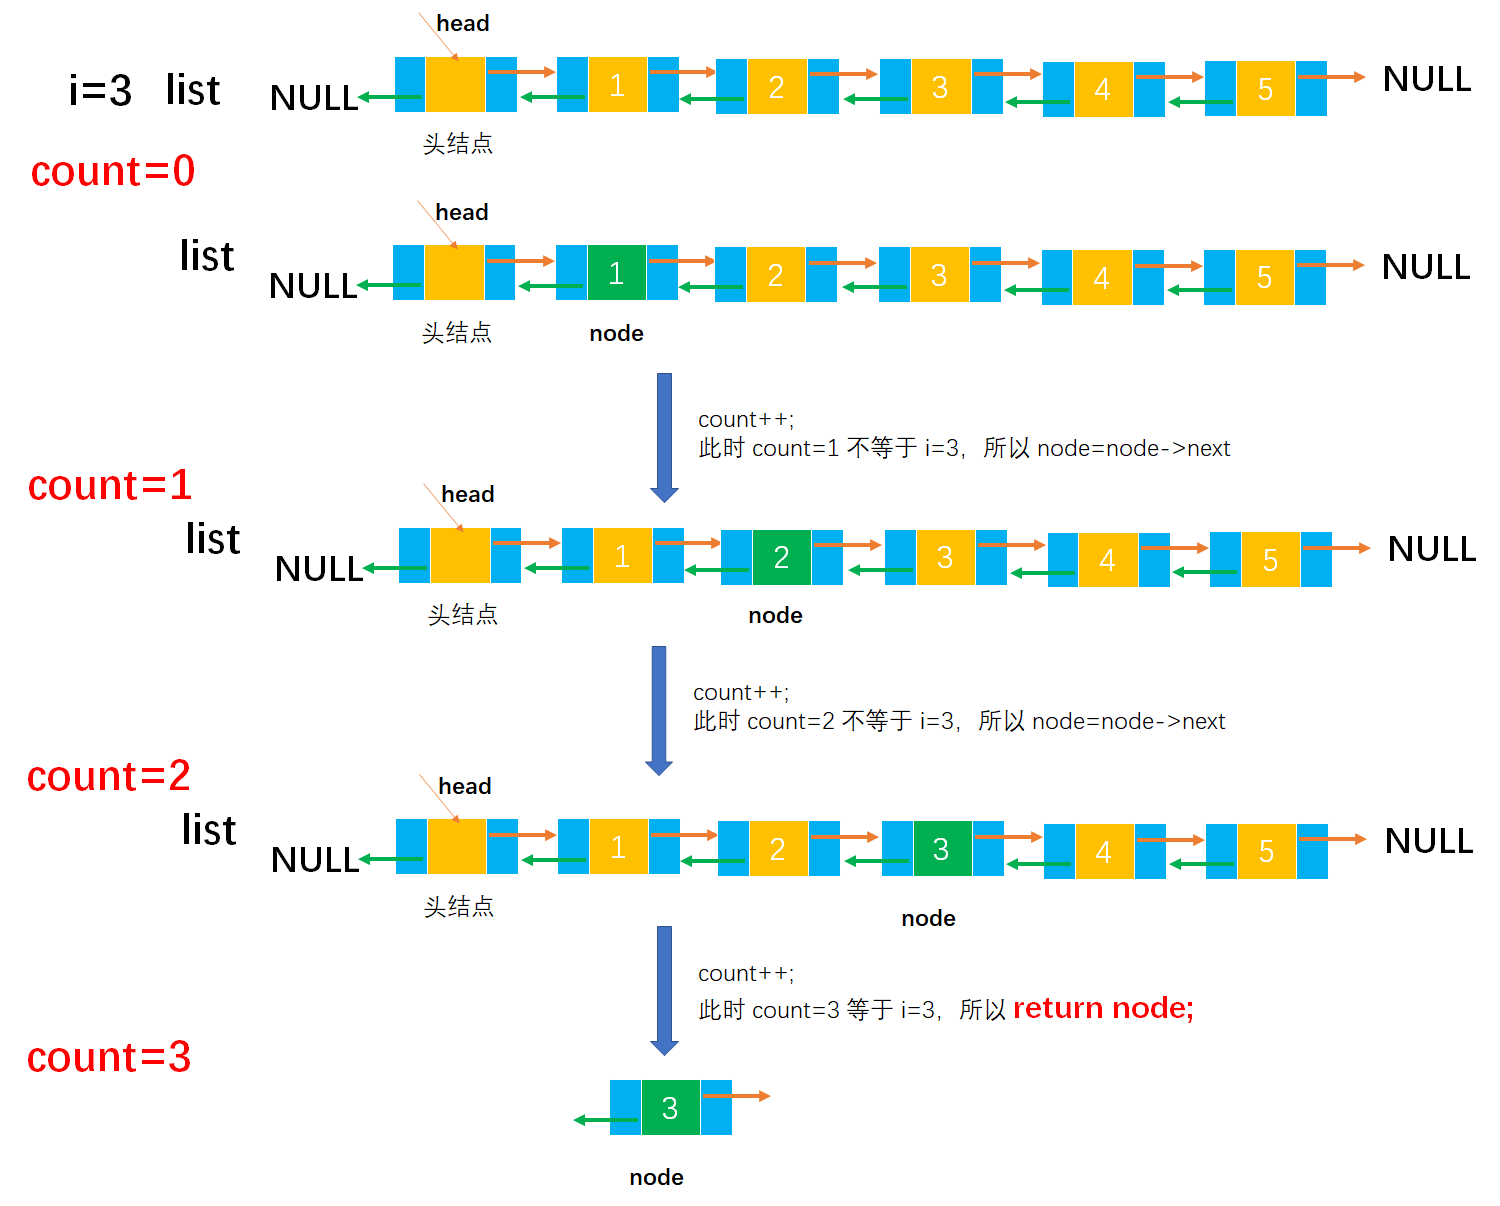 head
i=3 list NULL 1 2 3 4 5 NULL
头结点
count=0
head
list NULL 1 2 3 4 5 NULL
头结点 node
count++;
此时 count=1 不等于 i=3，所以 node=node->next
count=1
head
list NULL 1 2 3 4 5 NULL
头结点 node
count++;
此时 count=2 不等于 i=3，所以 node=node->next
count=2
head
list NULL 1 2 3 4 5 NULL
头结点 node
count++;
此时 count=3 等于 i=3，所以 return node;
count=3
3
node